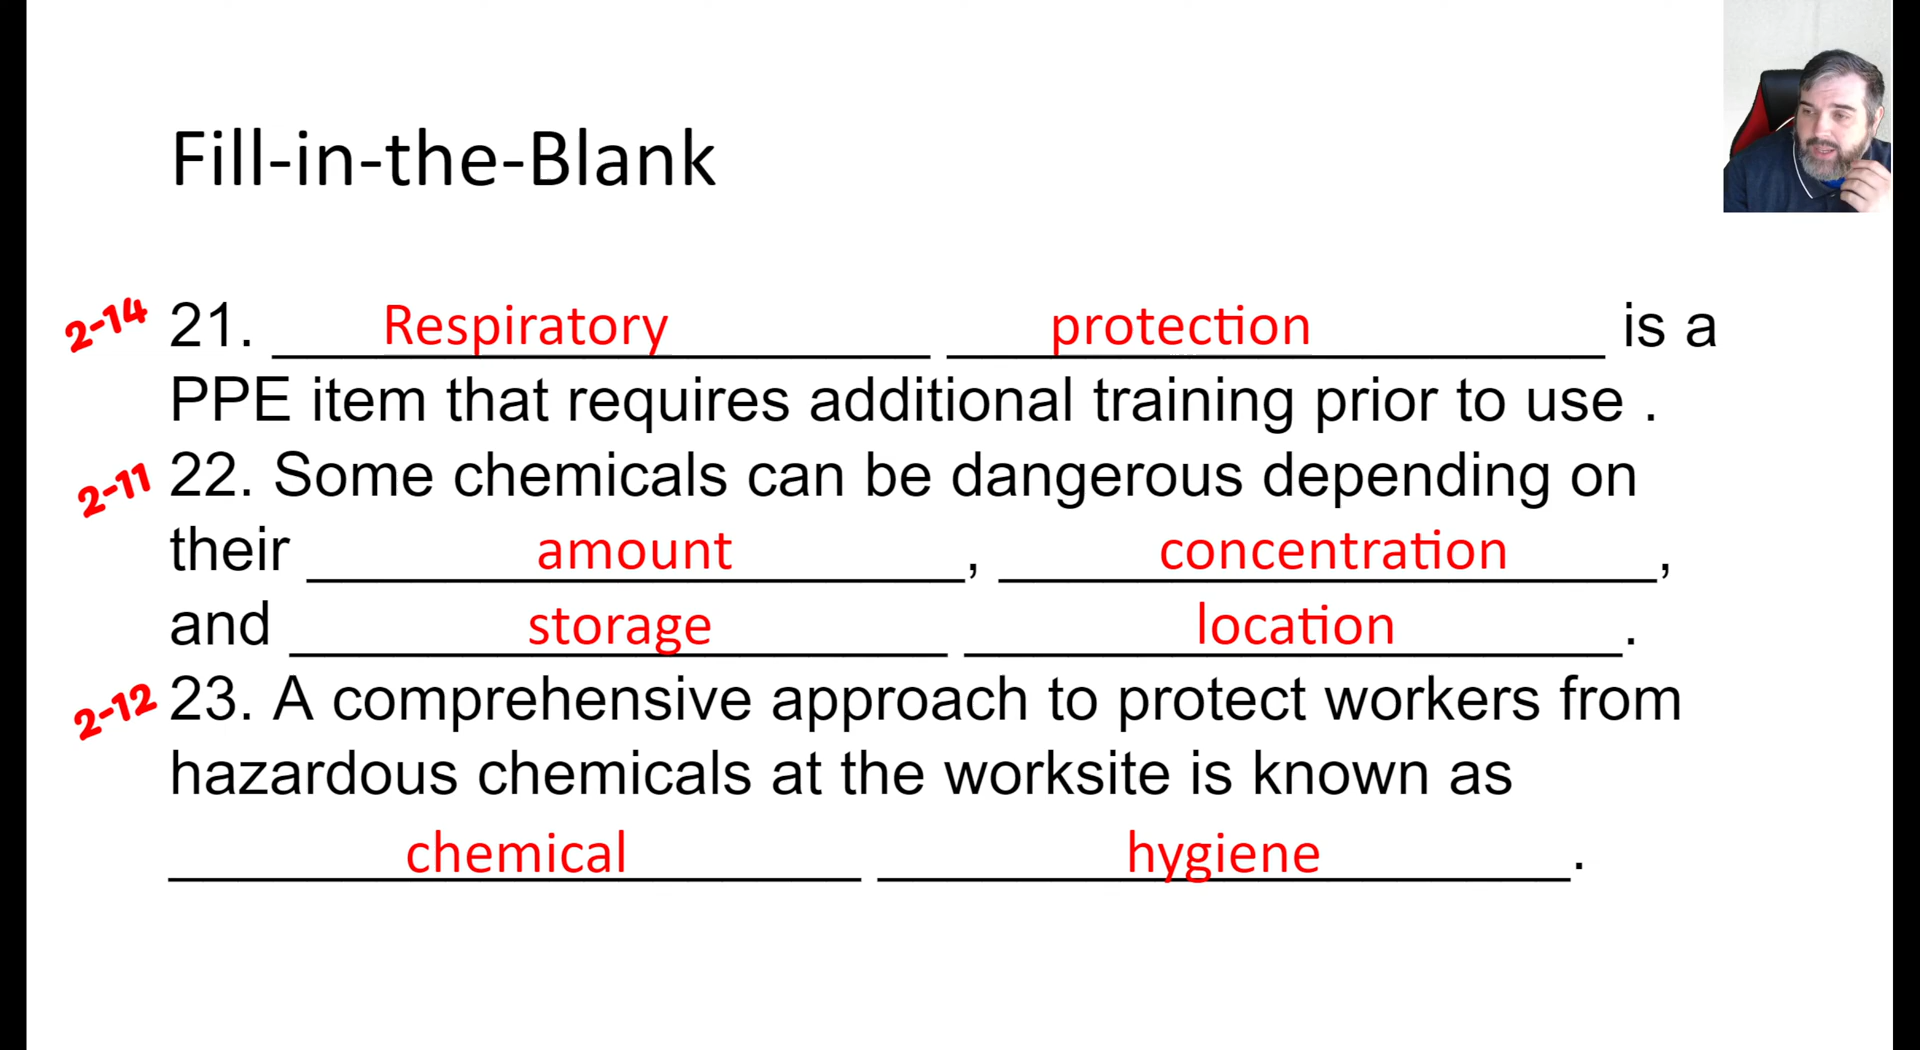 Fill-in-the-Blank
2-14 21. Respiratory protection is a
PPE item that requires additional training prior to use .
2-11 22. Some chemicals can be dangerous depending on
their amount, concentration,
and storage location.
2-12 23. A comprehensive approach to protect workers from
hazardous chemicals at the worksite is known as
chemical hygiene.